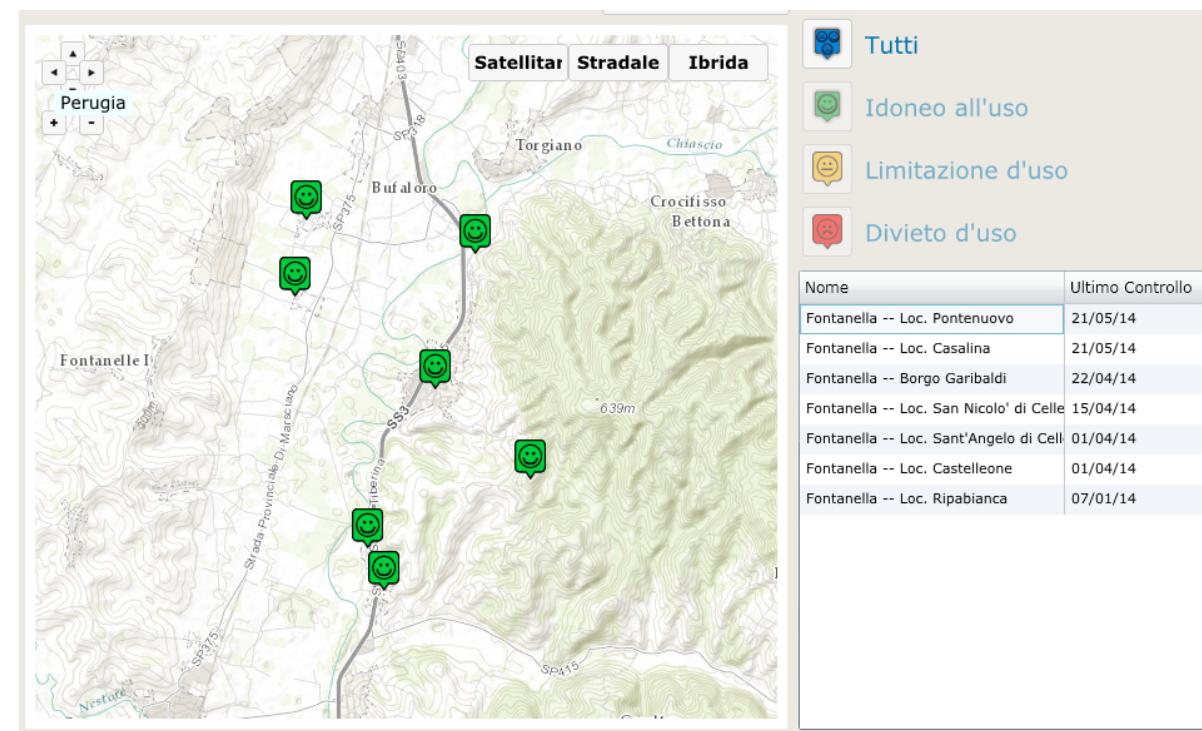 Satellitar Stradale Ibrida
Perugia
+ -
SP403
SP318
Torgiano
Chiascio
Bufaloro
Crocifisso
Bettona
SP375
Fontanelle I
500m
639m
SS3
Strada-Provinciale-Di-Marsciano
Tiberina
SP415
SP375
Nestore
Tutti
Idoneo all'uso
Limitazione d'uso
Divieto d'uso
Nome Ultimo Controllo
Fontanella -- Loc. Pontenuovo 21/05/14
Fontanella -- Loc. Casalina 21/05/14
Fontanella -- Borgo Garibaldi 22/04/14
Fontanella -- Loc. San Nicolo' di Celle 15/04/14
Fontanella -- Loc. Sant'Angelo di Cell 01/04/14
Fontanella -- Loc. Castelleone 01/04/14
Fontanella -- Loc. Ripabianca 07/01/14